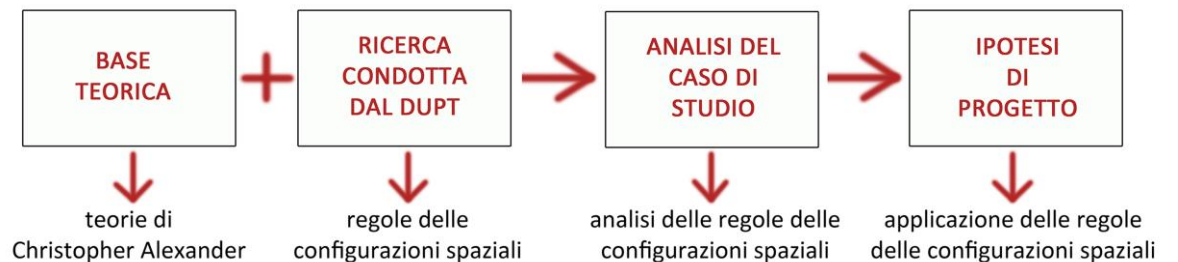 BASE
TEORICA
RICERCA
CONDOTTA
DAL DUPT
ANALISI DEL
CASO DI
STUDIO
IPOTESI
DI
PROGETTO
teorie di
Christopher Alexander
regole delle
configurazioni spaziali
analisi delle regole delle
configurazioni spaziali
applicazione delle regole
delle configurazioni spaziali